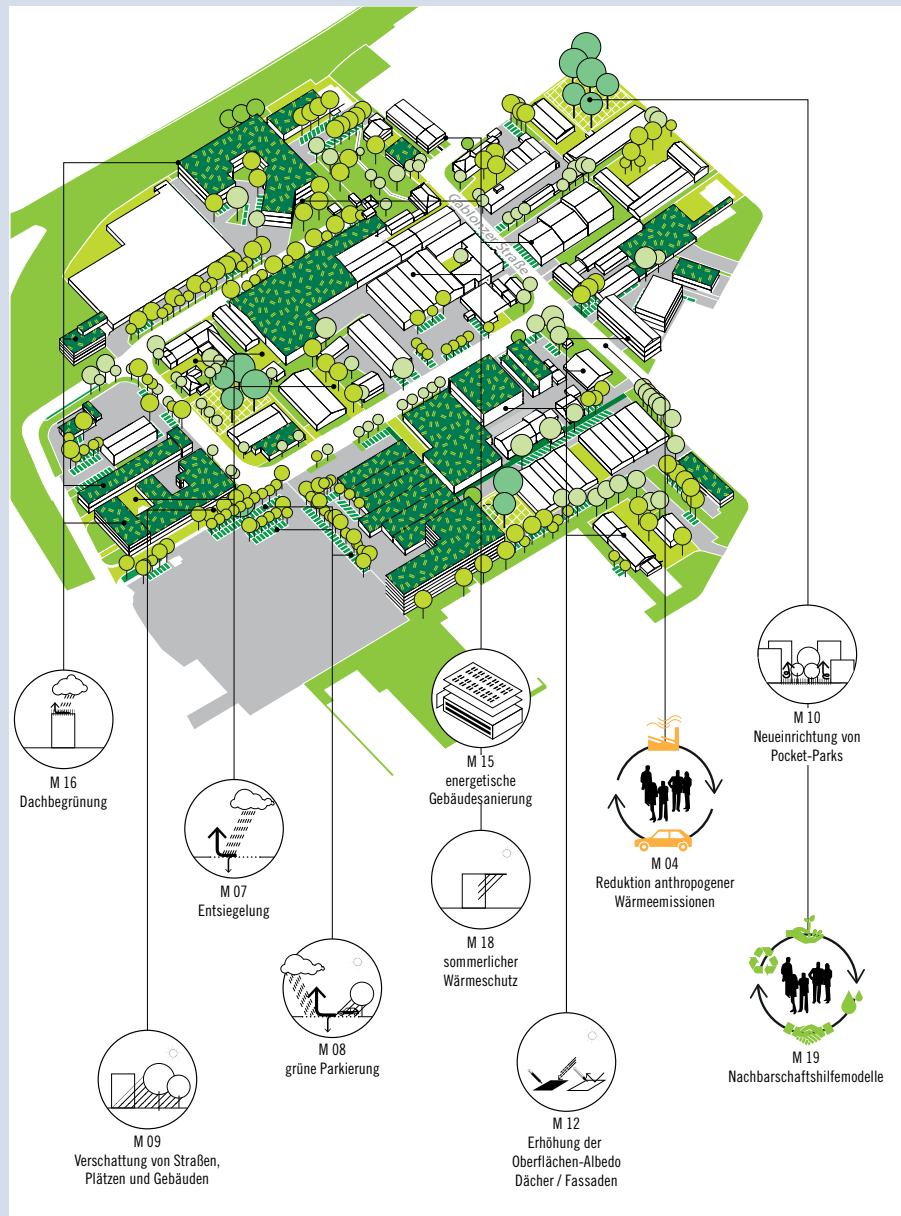 Gablonzer Straße
M 16
Dachbegrünung
M 07
Entsiegelung
M 15
energetische
Gebäudesanierung
M 10
Neueinrichtung von
Pocket-Parks
M 04
Reduktion anthropogener
Wärmeemissionen
M 18
sommerlicher
Wärmeschutz
M 08
grüne Parkierung
M 09
Verschattung von Straßen,
Plätzen und Gebäuden
M 12
Erhöhung der
Oberflächen-Albedo
Dächer / Fassaden
M 19
Nachbarschaftshilfemodelle